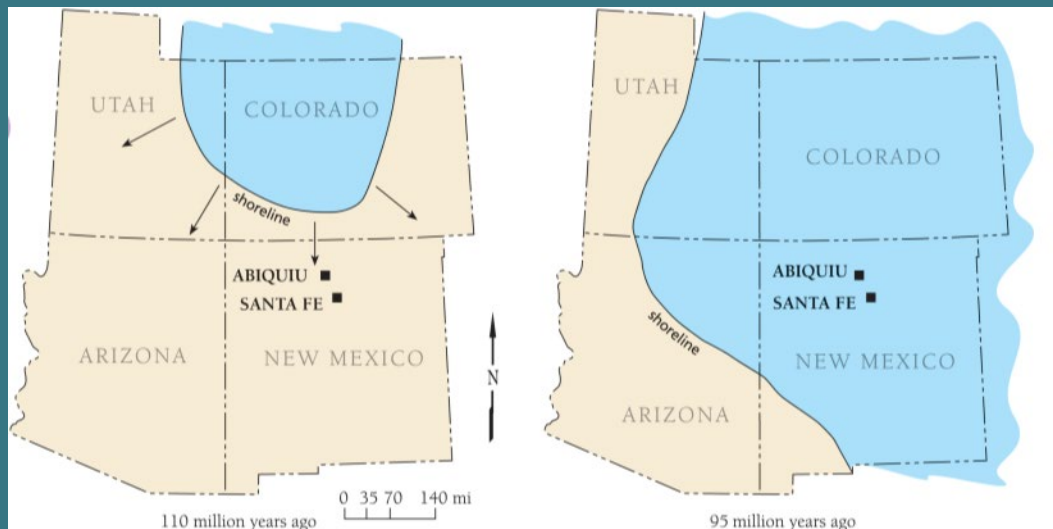 UTAH
COLORADO
shoreline
ABIQUIU
SANTA FE
ARIZONA
NEW MEXICO
N
0 35 70 140 mi
110 million years ago
UTAH
COLORADO
ABIQUIU
SANTA FE
shoreline
NEW MEXICO
ARIZONA
95 million years ago